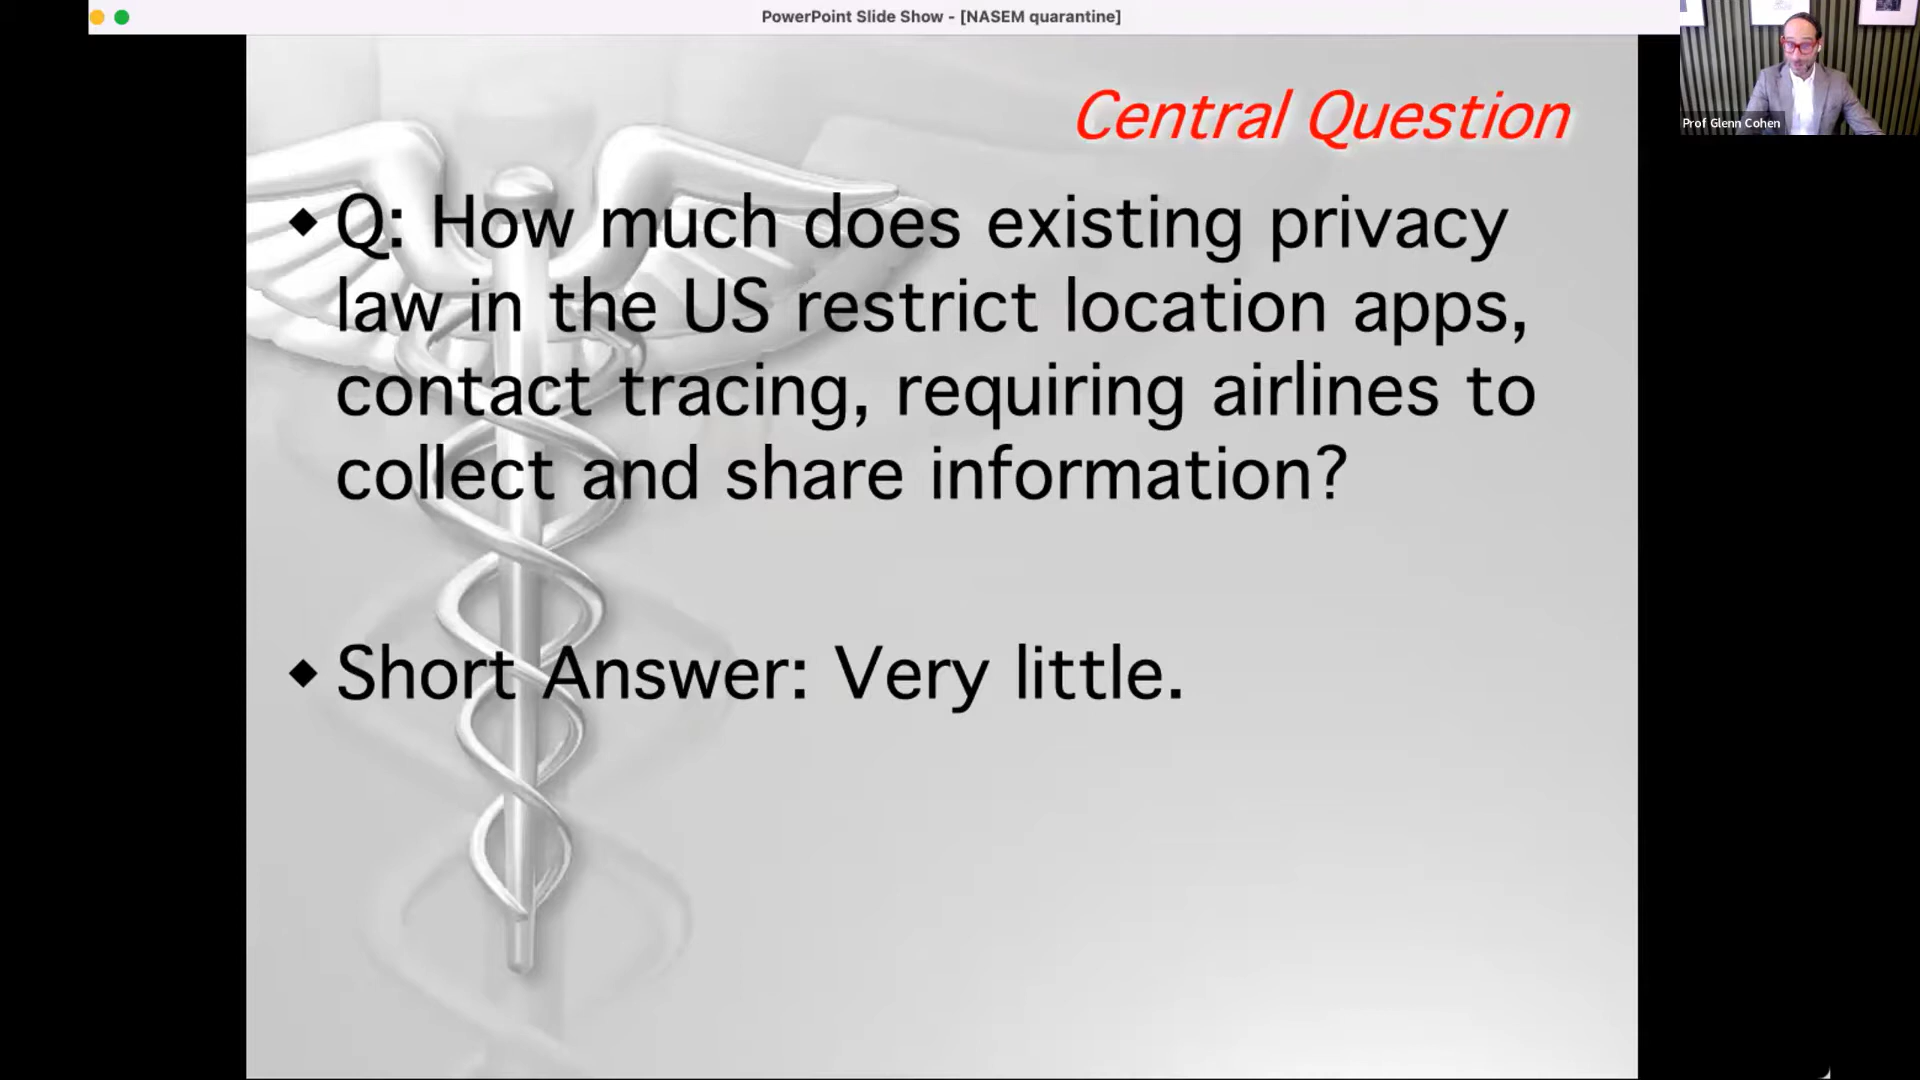 PowerPoint Slide Show - [NASEM quarantine]
Prof Glenn Cohen
Central Question
◆ Q: How much does existing privacy
law in the US restrict location apps,
contact tracing, requiring airlines to
collect and share information?
◆ Short Answer: Very little.